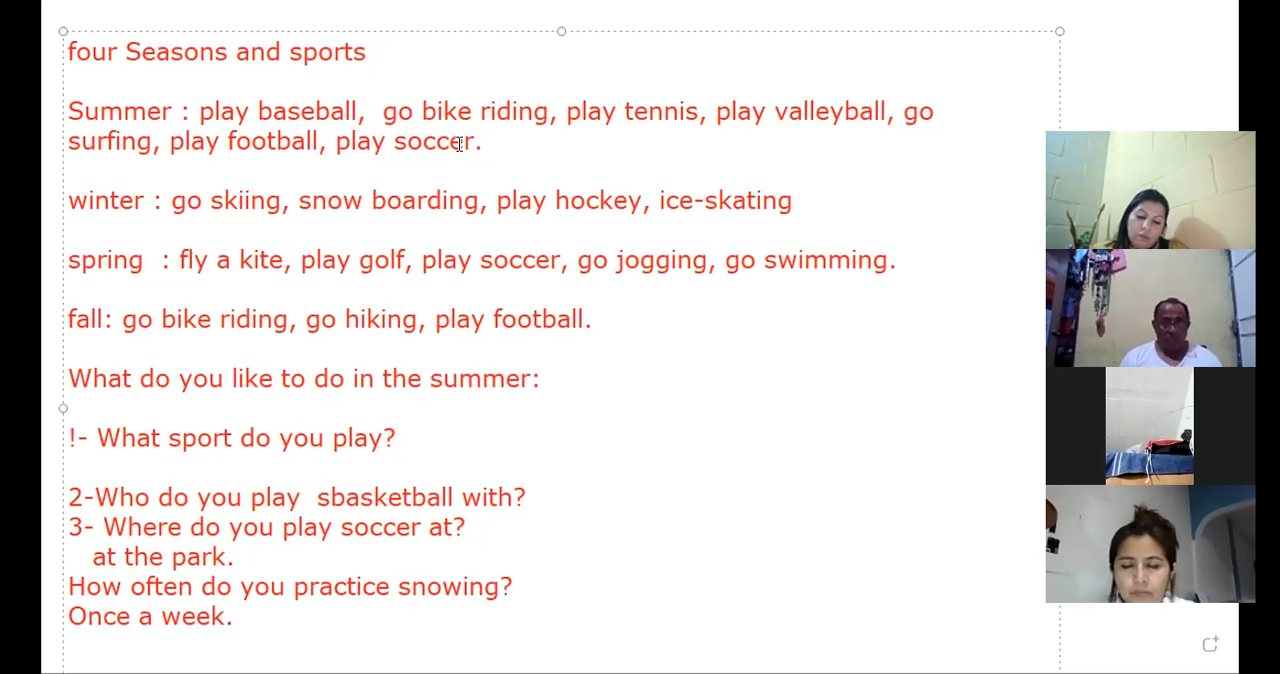 four Seasons and sports
Summer : play baseball,  go bike riding, play tennis, play valleyball, go
surfing, play football, play soccer.
winter : go skiing, snow boarding, play hockey, ice-skating
spring  : fly a kite, play golf, play soccer, go jogging, go swimming.
fall: go bike riding, go hiking, play football.
What do you like to do in the summer:
!- What sport do you play?
2-Who do you play  sbasketball with?
3- Where do you play soccer at?
at the park.
How often do you practice snowing?
Once a week.